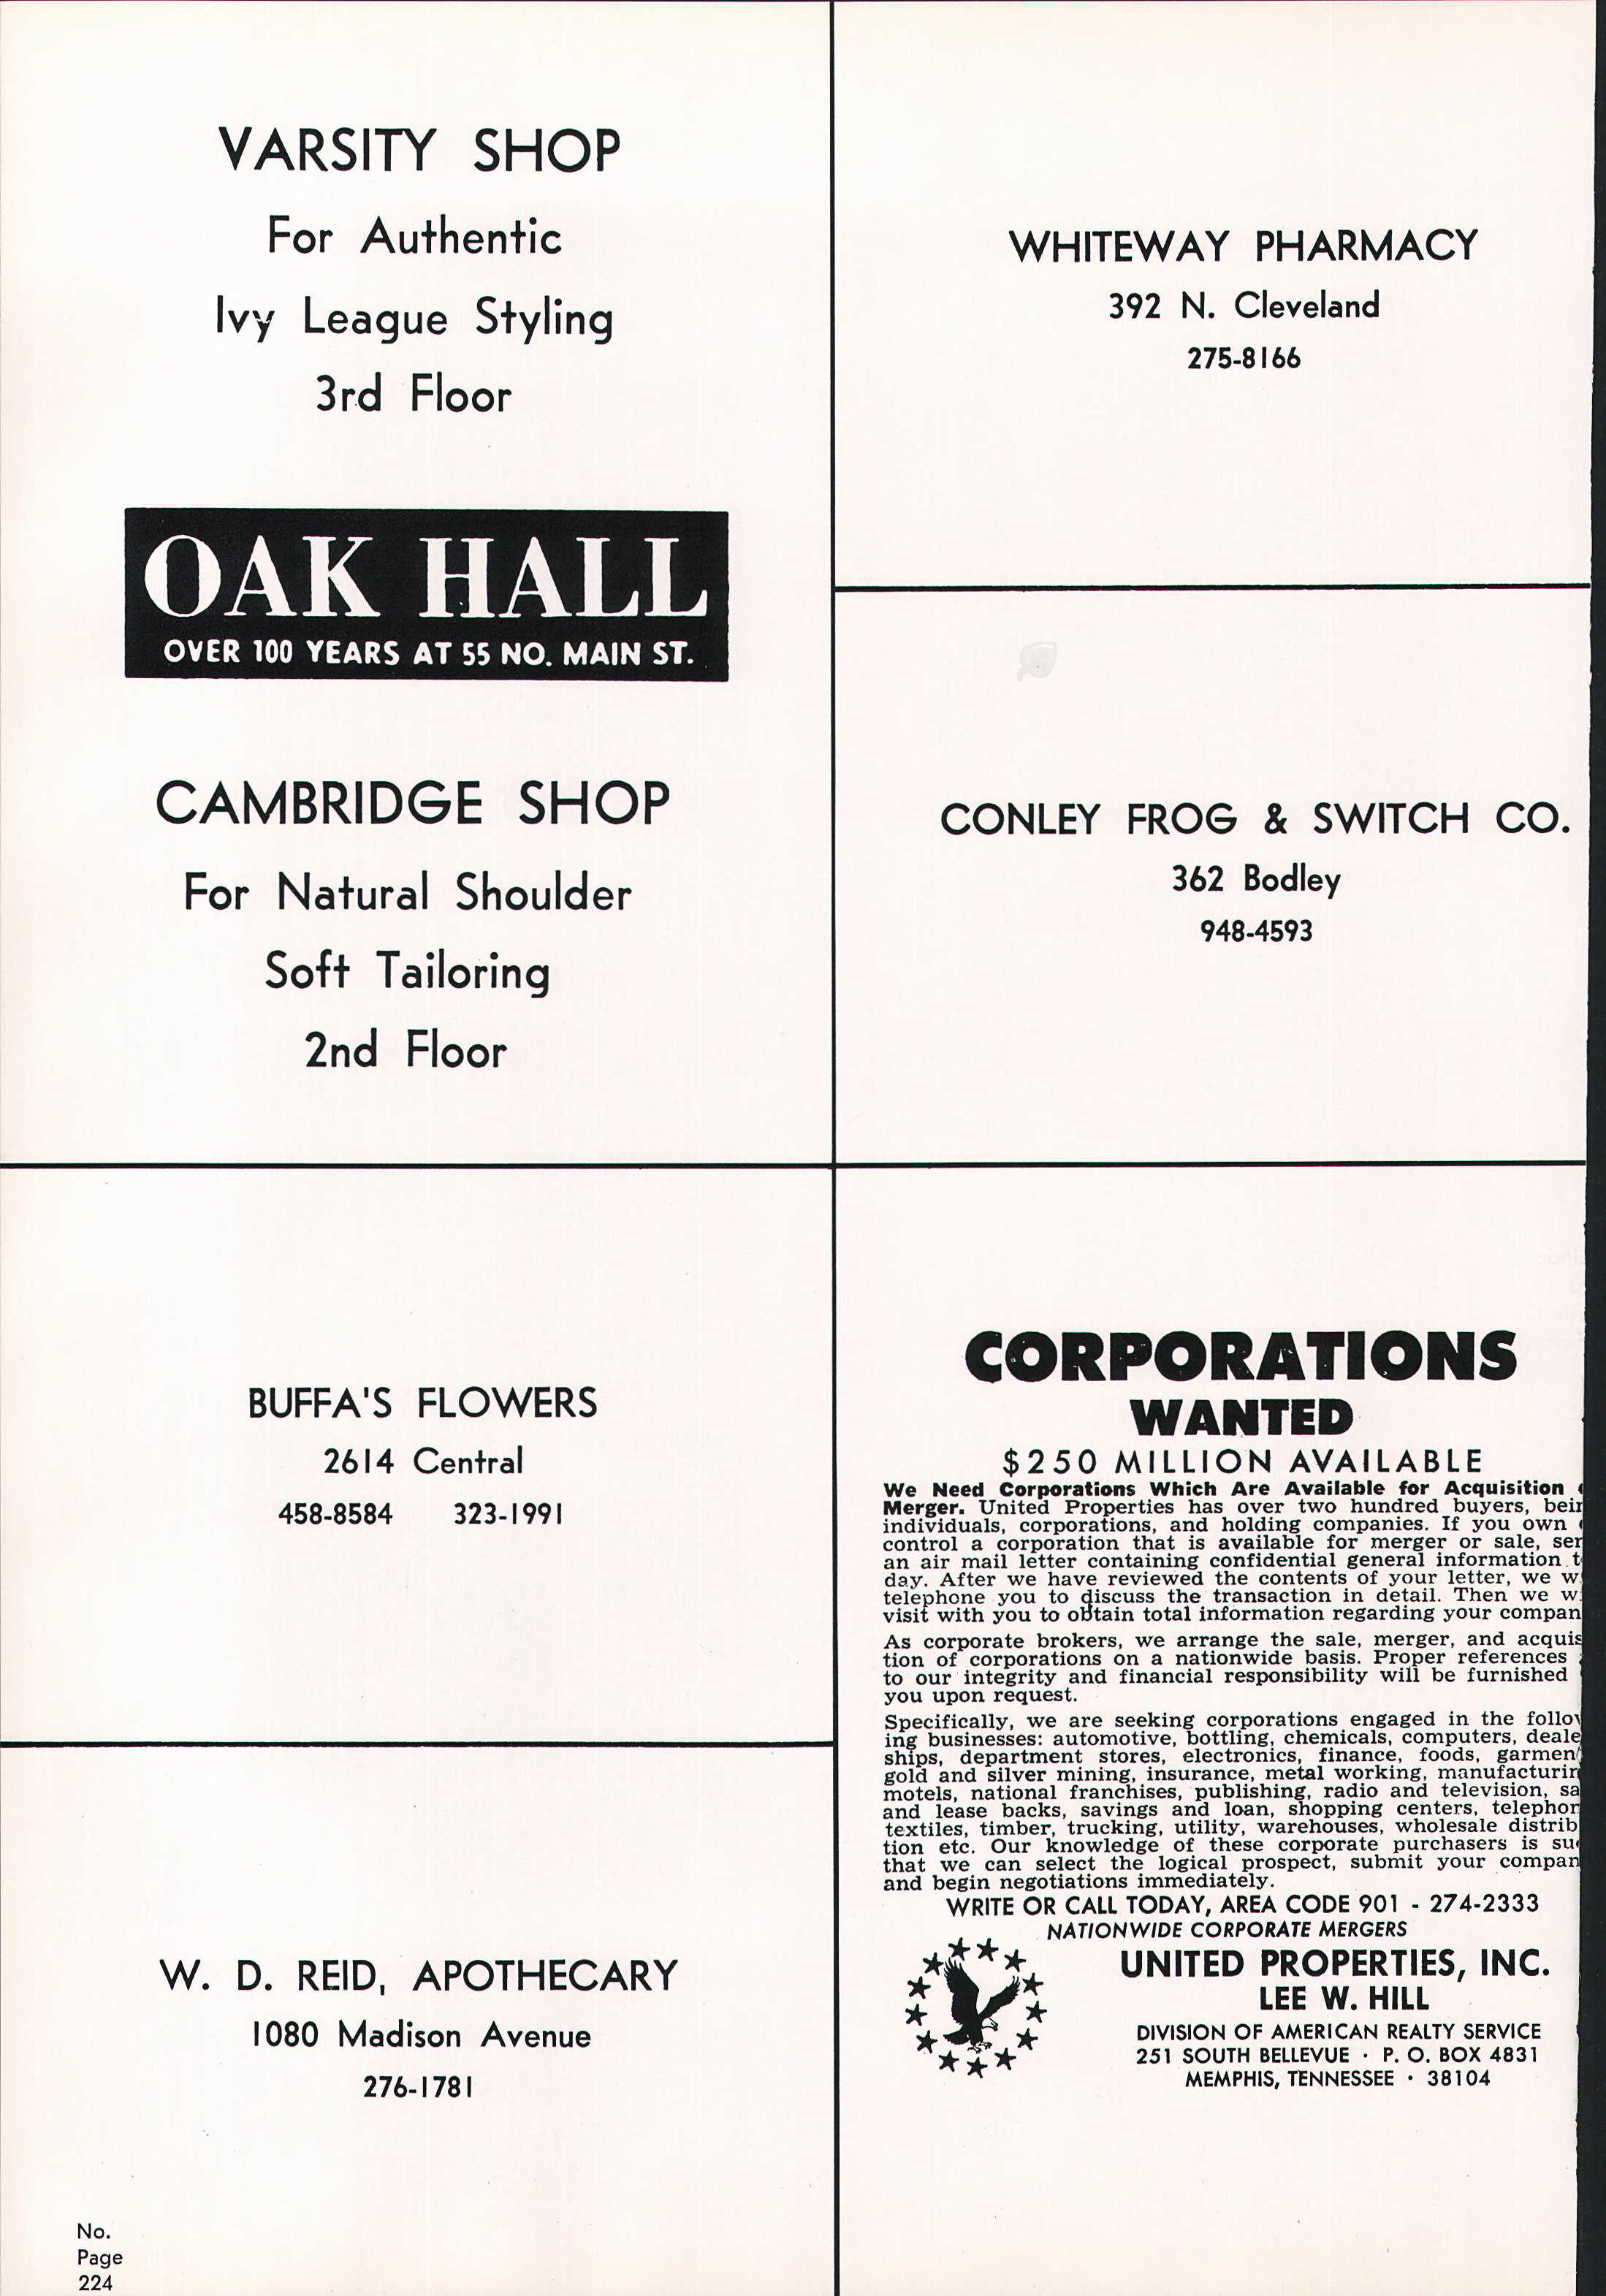 VARSITY SHOP
For Authentic
Ivy League Styling
3rd Floor
OAK HALL
OVER 100 YEARS AT 55 NO. MAIN ST.
CAMBRIDGE SHOP
For Natural Shoulder
Soft Tailoring
2nd Floor
BUFFA'S FLOWERS
2614 Central
458-8584 323-1991
W. D. REID, APOTHECARY
1080 Madison Avenue
276-1781
No.
Page
224
WHITEWAY PHARMACY
392 N. Cleveland
275-8166
CONLEY FROG & SWITCH CO.
362 Bodley
948-4593
CORPORATIONS
WANTED
$250 MILLION AVAILABLE
We Need Corporations Which Are Available for Acquisition
Merger. United Properties has over two hundred buyers,
individuals, corporations, and holding companies. If you own
control a corporation that is available for merger or sale,
an air mail letter containing confidential general information
day. After we have reviewed the contents of your letter, we
telephone you to discuss the transaction in detail. Then we
visit with you to obtain total information regarding your compan
As corporate brokers, we arrange the sale, merger, and acquis
tion of corporations on a nationwide basis. Proper references
to our integrity and financial responsibility will be furnished
you upon request.
Specifically, we are seeking corporations engaged in the follo
ing businesses: automotive, bottling, chemicals, computers, deale
ships, department stores, electronics, finance, foods, garmen
gold and silver mining, insurance, metal working, manufacturin
motels, national franchises, publishing, radio and television, sa
and lease backs, savings and loan, shopping centers, telephon
textiles, timber, trucking, utility, warehouses, wholesale distrib
tion etc. Our knowledge of these corporate purchasers is su
that we can select the logical prospect, submit your compan
and begin negotiations immediately.
WRITE OR CALL TODAY, AREA CODE 901 - 274-2333
NATIONWIDE CORPORATE MERGERS
UNITED PROPERTIES, INC.
LEE W. HILL
DIVISION OF AMERICAN REALTY SERVICE
251 SOUTH BELLEVUE · P. O. BOX 4831
MEMPHIS, TENNESSEE · 38104